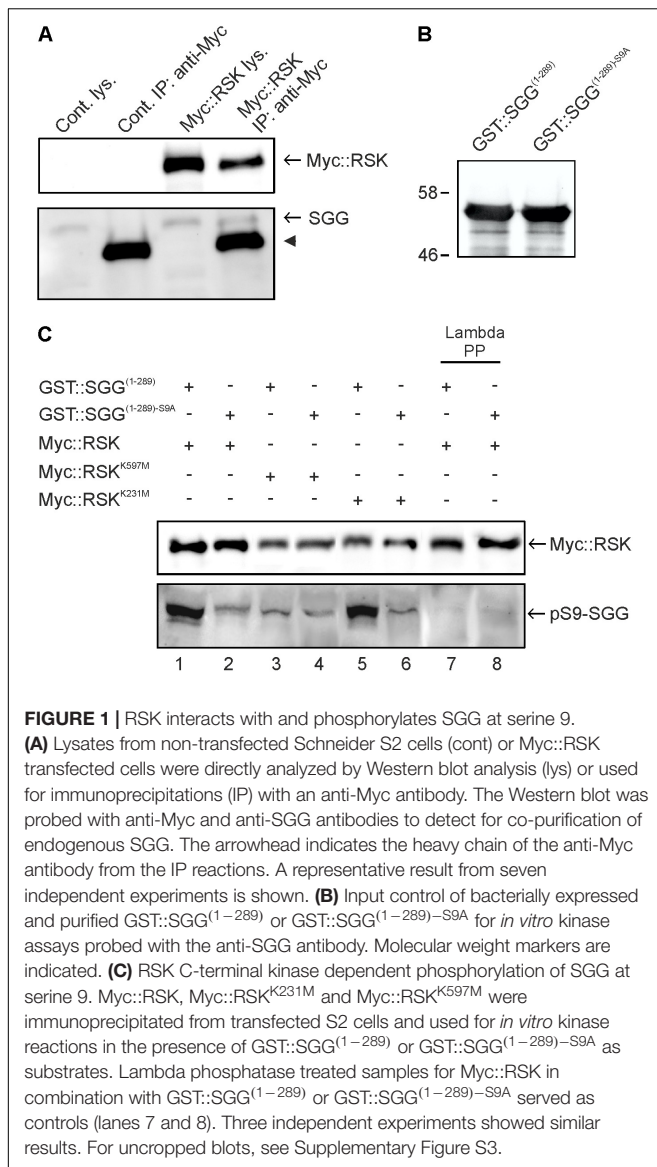 A
Cont. lys.
Cont. IP: anti-Myc
Myc::RSK lys.
Myc::RSK
IP: anti-Myc
←Myc::RSK
←SGG
B
GST::SGG(1-289)
GST::SGG(1-289)-S9A
58
46
C
Lambda
PP
GST::SGG(1-289) + - + - + - + -
GST::SGG(1-289)-S9A - + - + - + - +
Myc::RSK + + - - - - + +
Myc::RSKK597M - - + + - - - -
Myc::RSKK231M - - - - + + - -
←Myc::RSK
←pS9-SGG
1 2 3 4 5 6 7 8
FIGURE 1 | RSK interacts with and phosphorylates SGG at serine 9.
(A) Lysates from non-transfected Schneider S2 cells (cont) or Myc::RSK
transfected cells were directly analyzed by Western blot analysis (lys) or used
for immunoprecipitations (IP) with an anti-Myc antibody. The Western blot was
probed with anti-Myc and anti-SGG antibodies to detect for co-purification of
endogenous SGG. The arrowhead indicates the heavy chain of the anti-Myc
antibody from the IP reactions. A representative result from seven
independent experiments is shown. (B) Input control of bacterially expressed
and purified GST::SGG(1−289) or GST::SGG(1−289)−S9A for in vitro kinase
assays probed with the anti-SGG antibody. Molecular weight markers are
indicated. (C) RSK C-terminal kinase dependent phosphorylation of SGG at
serine 9. Myc::RSK, Myc::RSKK231M and Myc::RSKK597M were
immunoprecipitated from transfected S2 cells and used for in vitro kinase
reactions in the presence of GST::SGG(1−289) or GST::SGG(1−289)−S9A as
substrates. Lambda phosphatase treated samples for Myc::RSK in
combination with GST::SGG(1−289) or GST::SGG(1−289)−S9A served as
controls (lanes 7 and 8). Three independent experiments showed similar
results. For uncropped blots, see Supplementary Figure S3.